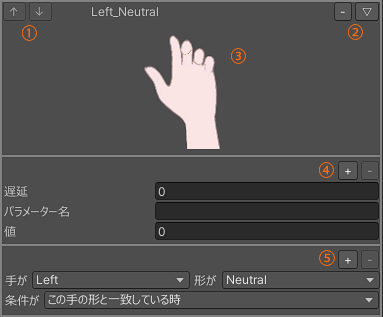 ↑ ↓ Left_Neutral - ▽
① ②
③
④ + -
遅延 0
パラメーター名
値 0
⑤ + -
手が Left 形が Neutral
条件が この手の形と一致している時